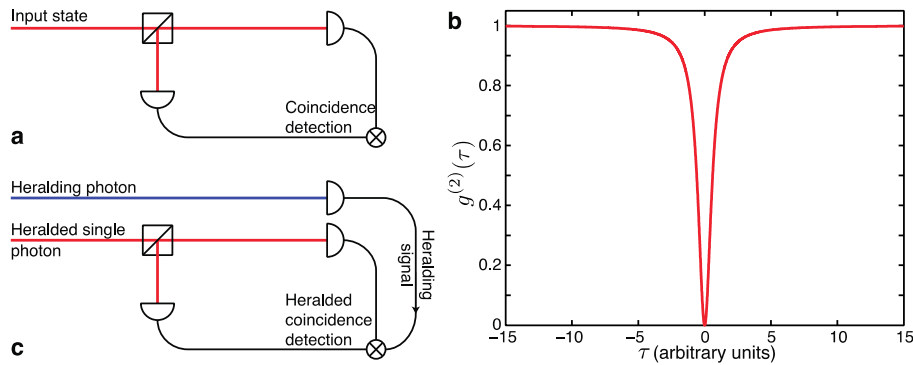 Input state
Coincidence
detection
a
Heralding photon
Heralded single
photon
Heralding
signal
Heralded
coincidence
detection
c
b
g⁽²⁾(τ)
1
0.8
0.6
0.4
0.2
0
−15 −10 −5 0 5 10 15
τ (arbitrary units)